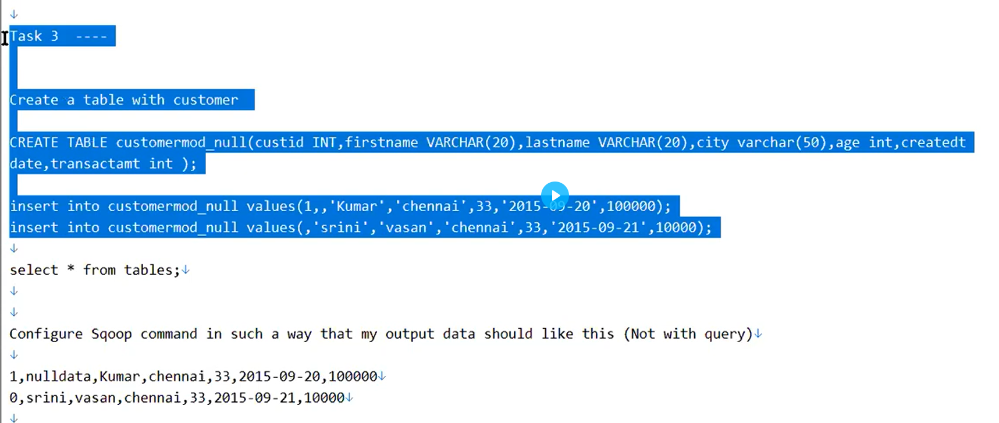 Task 3  ----
Create a table with customer
CREATE TABLE customermod_null(custid INT,firstname VARCHAR(20),lastname VARCHAR(20),city varchar(50),age int,createdt
date,transactamt int );
insert into customermod_null values(1,,'Kumar','chennai',33,'2015-09-20',100000);
insert into customermod_null values(,'srini','vasan','chennai',33,'2015-09-21',10000);
↓
select * from tables;↓
↓
↓
Configure Sqoop command in such a way that my output data should like this (Not with query)↓
↓
1,nulldata,Kumar,chennai,33,2015-09-20,100000↓
0,srini,vasan,chennai,33,2015-09-21,10000↓
↓